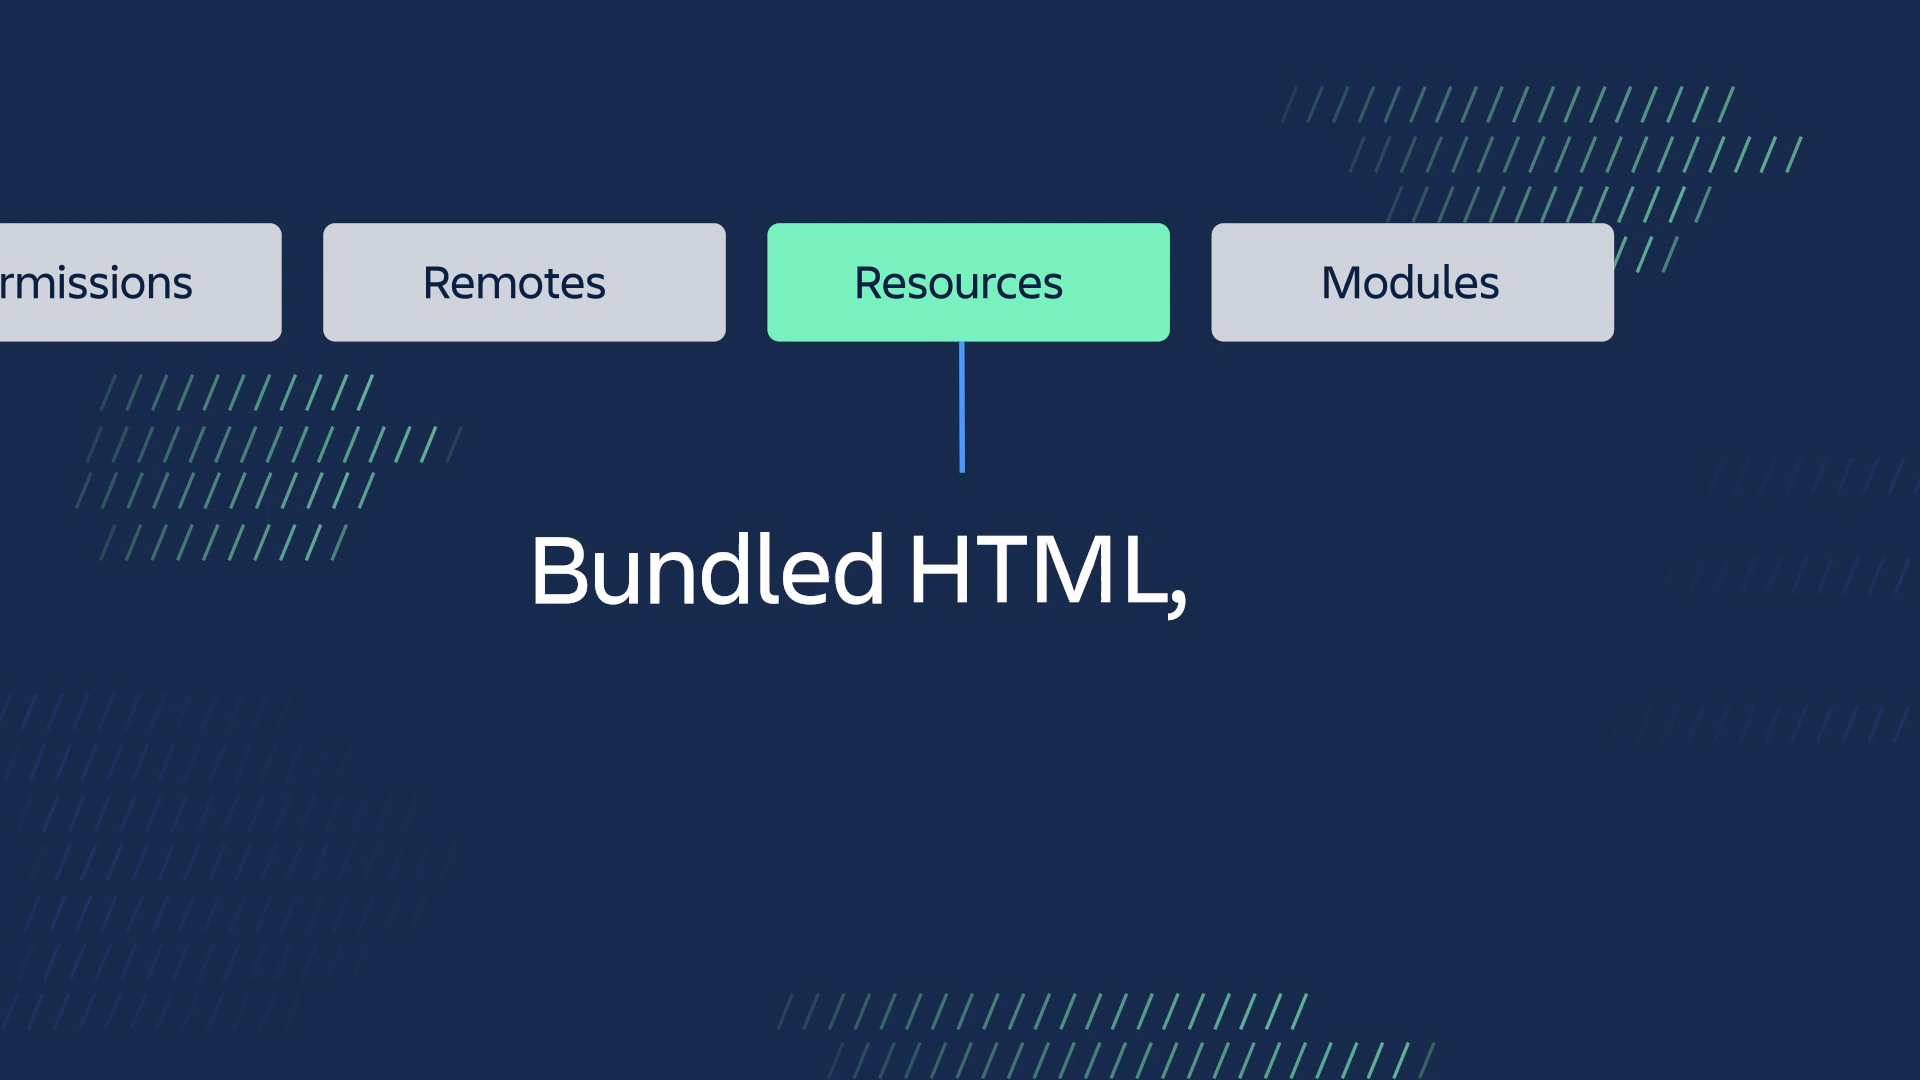 rmissions
Remotes
Resources
Modules
Bundled HTML,